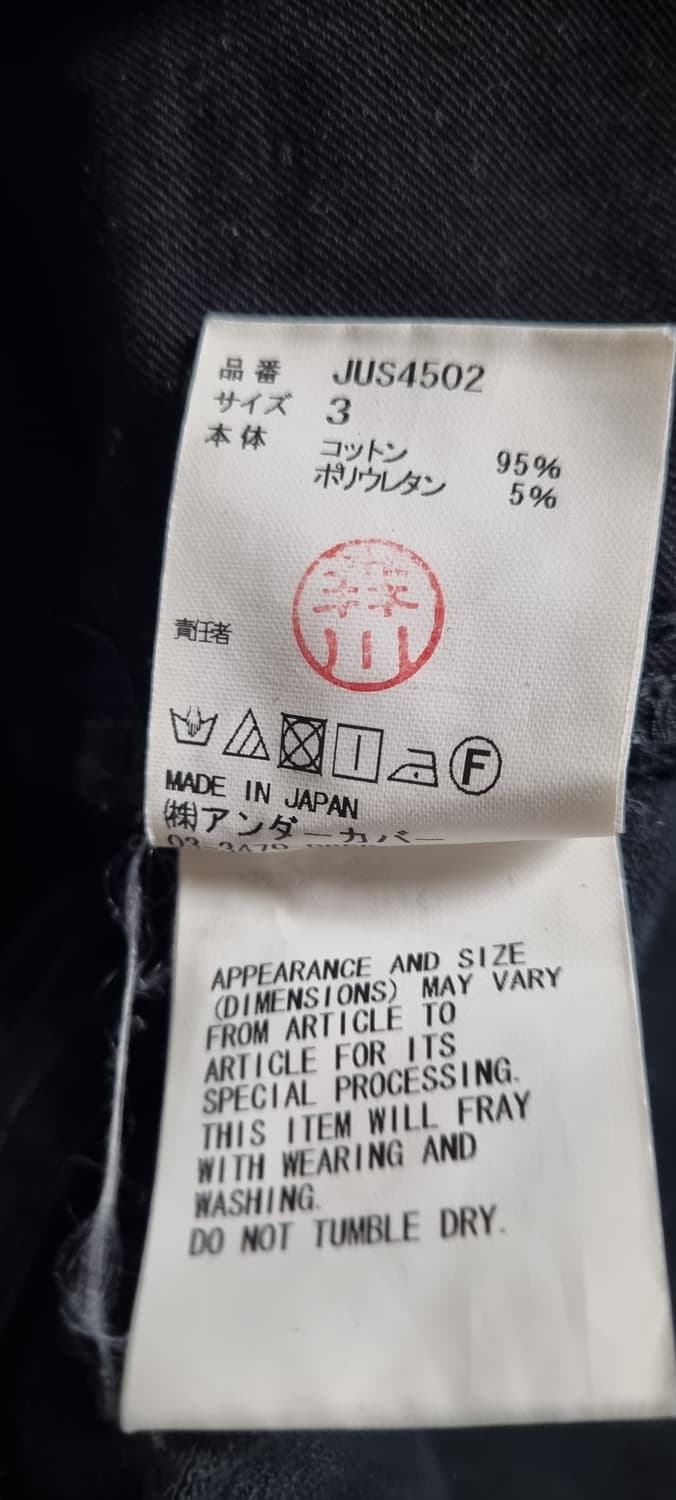 品番 JUS4502
サイズ 3
本体 コットン 95%
ポリウレタン 5%
責任者
F
MADE IN JAPAN
(株)アンダーカバー
03-3479-
APPEARANCE AND SIZE
(DIMENSIONS) MAY VARY
FROM ARTICLE TO
ARTICLE FOR ITS
SPECIAL PROCESSING.
THIS ITEM WILL FRAY
WITH WEARING AND
WASHING.
DO NOT TUMBLE DRY.